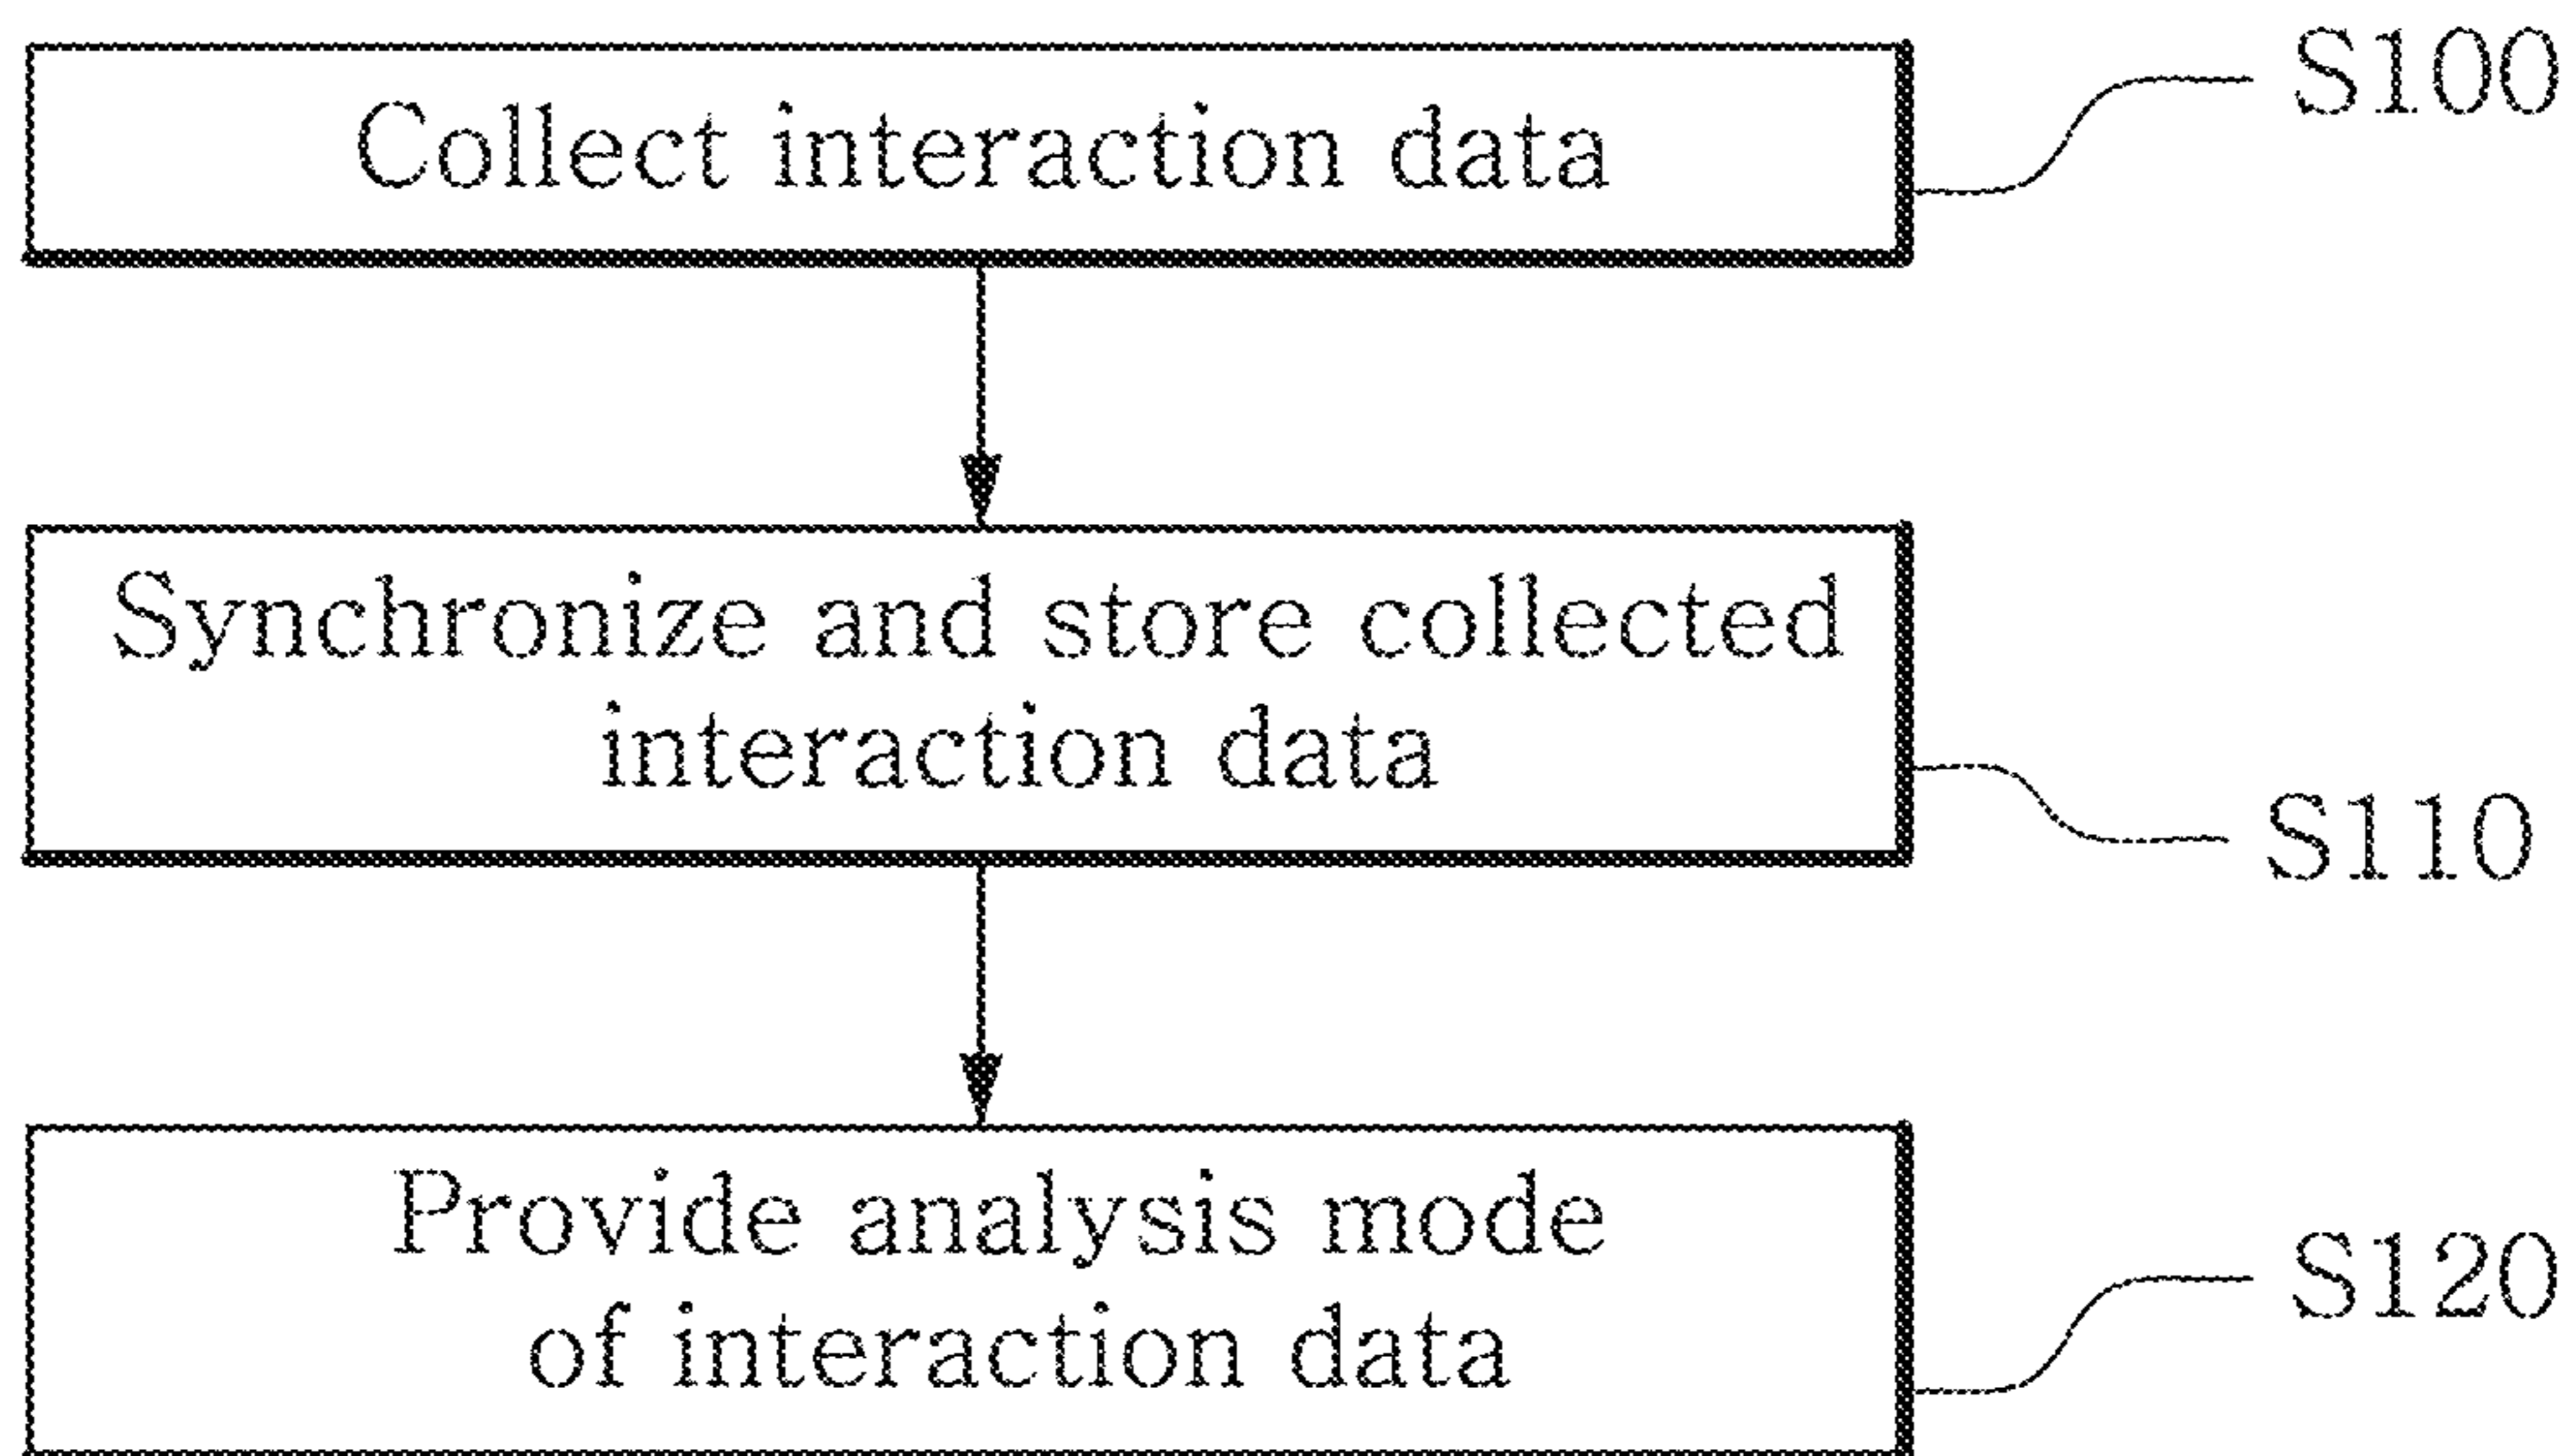 Collect interaction data
S100
Synchronize and store collected
interaction data
S110
Provide analysis mode
of interaction data
S120